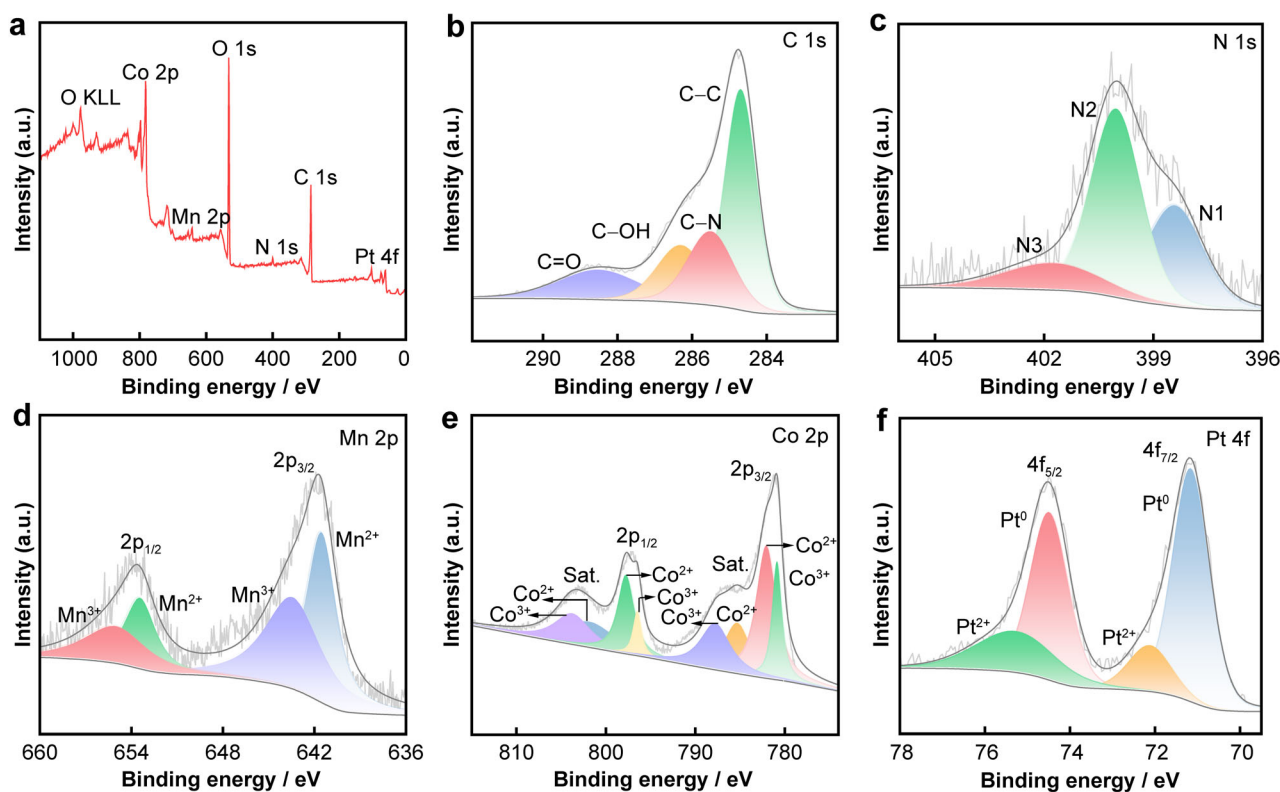 a
O 1s
Co 2p
O KLL
C 1s
Mn 2p
N 1s
Pt 4f
Intensity (a.u.)
1000 800 600 400 200 0
Binding energy / eV
b
C 1s
C–C
C–N
C–OH
C=O
Intensity (a.u.)
290 288 286 284
Binding energy / eV
c
N 1s
N2
N1
N3
Intensity (a.u.)
405 402 399 396
Binding energy / eV
d
Mn 2p
2p3/2
Mn2+
2p1/2
Mn3+
Mn2+
Mn3+
Intensity (a.u.)
660 654 648 642 636
Binding energy / eV
e
Co 2p
2p3/2
Co2+
Co3+
2p1/2
Sat.
Sat.
Co2+
Co2+
Co3+
Co3+
Co3+
Co2+
Intensity (a.u.)
810 800 790 780
Binding energy / eV
f
Pt 4f
4f7/2
4f5/2
Pt0
Pt0
Pt2+
Pt2+
Intensity (a.u.)
78 76 74 72 70
Binding energy / eV